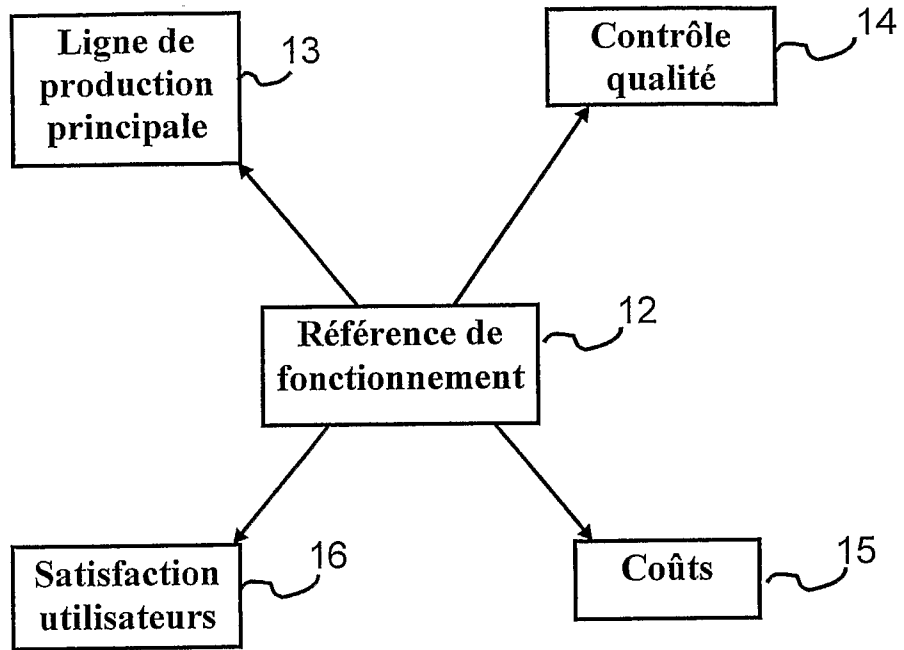 Ligne de
production
principale
13
Contrôle
qualité
14
Référence de
fonctionnement
12
Satisfaction
utilisateurs
16
Coûts
15